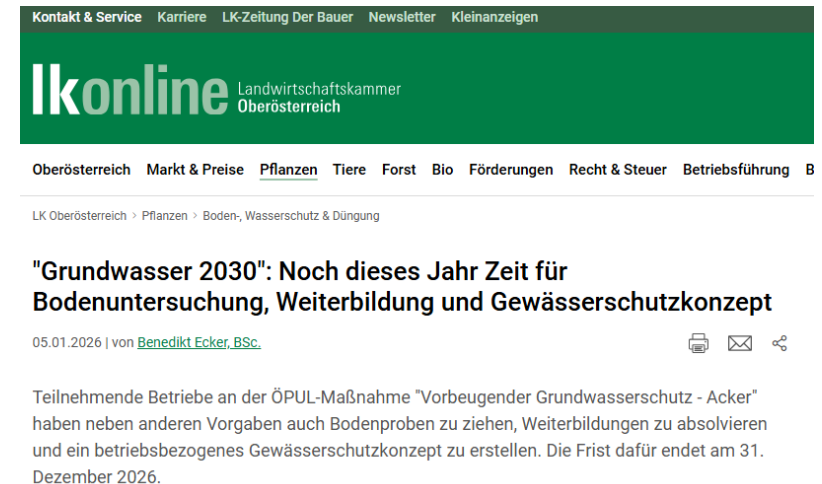 Kontakt & Service Karriere LK-Zeitung Der Bauer Newsletter Kleinanzeigen
lkonline Landwirtschaftskammer
Oberösterreich
Oberösterreich Markt & Preise Pflanzen Tiere Forst Bio Förderungen Recht & Steuer Betriebsführung B
LK Oberösterreich > Pflanzen > Boden-, Wasserschutz & Düngung
"Grundwasser 2030": Noch dieses Jahr Zeit für
Bodenuntersuchung, Weiterbildung und Gewässerschutzkonzept
05.01.2026 | von Benedikt Ecker, BSc.
Teilnehmende Betriebe an der ÖPUL-Maßnahme "Vorbeugender Grundwasserschutz - Acker"
haben neben anderen Vorgaben auch Bodenproben zu ziehen, Weiterbildungen zu absolvieren
und ein betriebsbezogenes Gewässerschutzkonzept zu erstellen. Die Frist dafür endet am 31.
Dezember 2026.